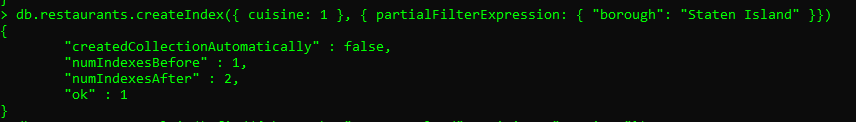 > db.restaurants.createIndex({ cuisine: 1 }, { partialFilterExpression: { "borough": "Staten Island" }})
{
        "createdCollectionAutomatically" : false,
        "numIndexesBefore" : 1,
        "numIndexesAfter" : 2,
        "ok" : 1
}